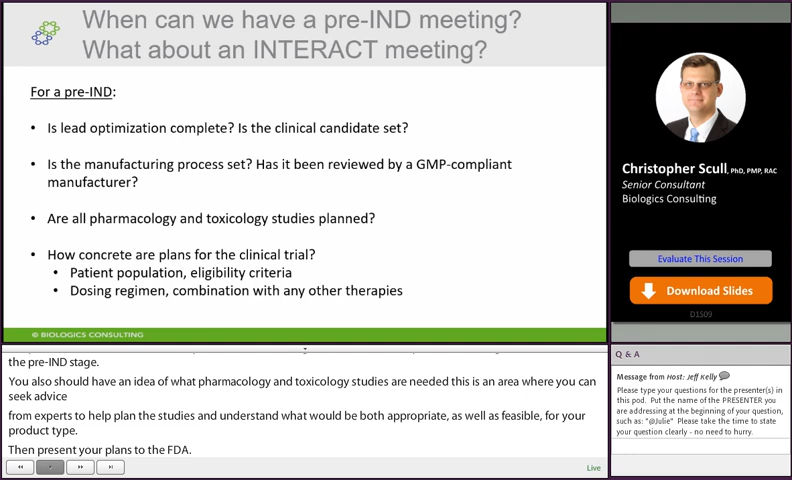 When can we have a pre-IND meeting?
What about an INTERACT meeting?
For a pre-IND:
• Is lead optimization complete? Is the clinical candidate set?
• Is the manufacturing process set? Has it been reviewed by a GMP-compliant
manufacturer?
• Are all pharmacology and toxicology studies planned?
• How concrete are plans for the clinical trial?
• Patient population, eligibility criteria
• Dosing regimen, combination with any other therapies
© BIOLOGICS CONSULTING
the pre-IND stage.
You also should have an idea of what pharmacology and toxicology studies are needed this is an area where you can
seek advice
from experts to help plan the studies and understand what would be both appropriate, as well as feasible, for your
product type.
Then present your plans to the FDA.
Live
Christopher Scull, PhD, PMP, RAC
Senior Consultant
Biologics Consulting
Evaluate This Session
Download Slides
D1S09
Q & A
Message from Host: Jeff Kelly
Please type your questions for the presenter(s) in
this pod. Put the name of the PRESENTER you
are addressing at the beginning of your question,
such as: "@Julie" Please take the time to state
your question clearly - no need to hurry.